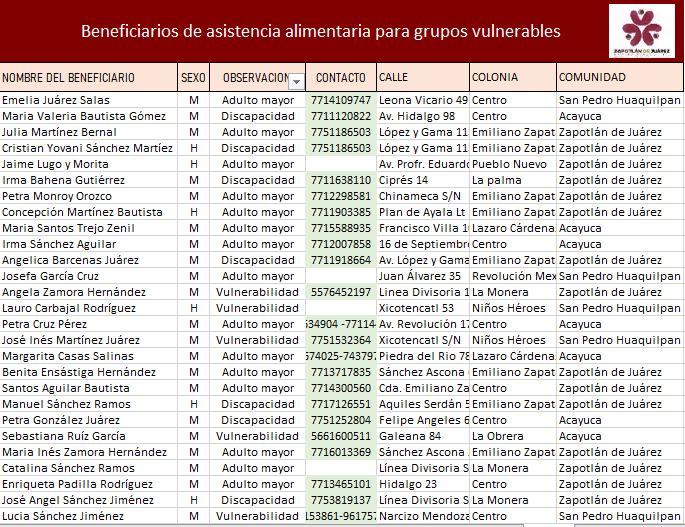 Beneficiarios de asistencia alimentaria para grupos vulnerables
ZAPOTLÁN DE JUÁREZ
NOMBRE DEL BENEFICIARIO SEXO OBSERVACION CONTACTO CALLE COLONIA COMUNIDAD
Emelia Juárez Salas M Adulto mayor 7714109747 Leona Vicario 49 Centro San Pedro Huaquilpan
Maria Valeria Bautista Gómez M Discapacidad 7711120822 Av. Hidalgo 98 Centro Acayuca
Julia Martínez Bernal M Adulto mayor 7751186503 López y Gama 11 Emiliano Zapat Zapotlán de Juárez
Cristian Yovani Sánchez Martíez H Discapacidad 7751186503 López y Gama 11 Emiliano Zapat Zapotlán de Juárez
Jaime Lugo y Morita H Adulto mayor Av. Profr. Eduardo Pueblo Nuevo Zapotlán de Juárez
Irma Bahena Gutiérrez M Discapacidad 7711638110 Ciprés 14 La palma Zapotlán de Juárez
Petra Monroy Orozco M Adulto mayor 7712298581 Chinameca S/N Emiliano Zapat Zapotlán de Juárez
Concepción Martínez Bautista H Adulto mayor 7711903385 Plan de Ayala Lt Emiliano Zapat Zapotlán de Juárez
Maria Santos Trejo Zenil M Adulto mayor 7715588935 Francisco Villa 10 Lazaro Cárdena Acayuca
Irma Sánchez Aguilar M Adulto mayor 7712007858 16 de Septiembre Centro Acayuca
Angelica Barcenas Juárez M Discapacidad 7711918664 Av. López y Gama Emiliano Zapat Zapotlán de Juárez
Josefa García Cruz M Adulto mayor Juan Álvarez 35 Revolución Mex San Pedro Huaquilpan
Angela Zamora Hernández M Vulnerabilidad 5576452197 Linea Divisoria 1 La Monera Zapotlán de Juárez
Lauro Carbajal Rodríguez H Vulnerabilidad Xicotencatl 53 Niños Héroes San Pedro Huaquilpan
Petra Cruz Pérez M Adulto mayor 534904 -77114 Av. Revolución 17 Centro Acayuca
José Inés Martínez Juárez M Vulnerabilidad 7751532364 Xicotencatl S/N Niños Héroes San Pedro Huaquilpan
Margarita Casas Salinas M Adulto mayor 574025-743797 Piedra del Rio 78 Lazaro Cárdena Acayuca
Benita Ensástiga Hernández M Adulto mayor 7713717835 Sánchez Ascona Emiliano Zapat Zapotlán de Juárez
Santos Aguilar Bautista M Adulto mayor 7714300560 Cda. Emiliano Za Centro Zapotlán de Juárez
Manuel Sánchez Ramos H Discapacidad 7717126551 Aquiles Serdán 5 Emiliano Zapat Zapotlán de Juárez
Petra González Juárez M Discapacidad 7751252804 Felipe Angeles 6 Centro Acayuca
Sebastiana Ruíz García M Vulnerabilidad 5661600511 Galeana 84 La Obrera Acayuca
Maria Inés Zamora Hernández M Adulto mayor 7716013369 Sánchez Ascona Emiliano Zapat Zapotlán de Juárez
Catalina Sánchez Ramos M Adulto mayor Línea Divisoria S La Monera Zapotlán de Juárez
Enriqueta Padilla Rodríguez M Adulto mayor 7713465101 Hidalgo 23 Centro Zapotlán de Juárez
José Angel Sánchez Jiménez H Discapacidad 7753819137 Línea Divisoria S La Monera Zapotlán de Juárez
Lucia Sánchez Jiménez M Vulnerabilidad 153861-961757 Narcizo Mendoza Centro San Pedro Huaquilpan